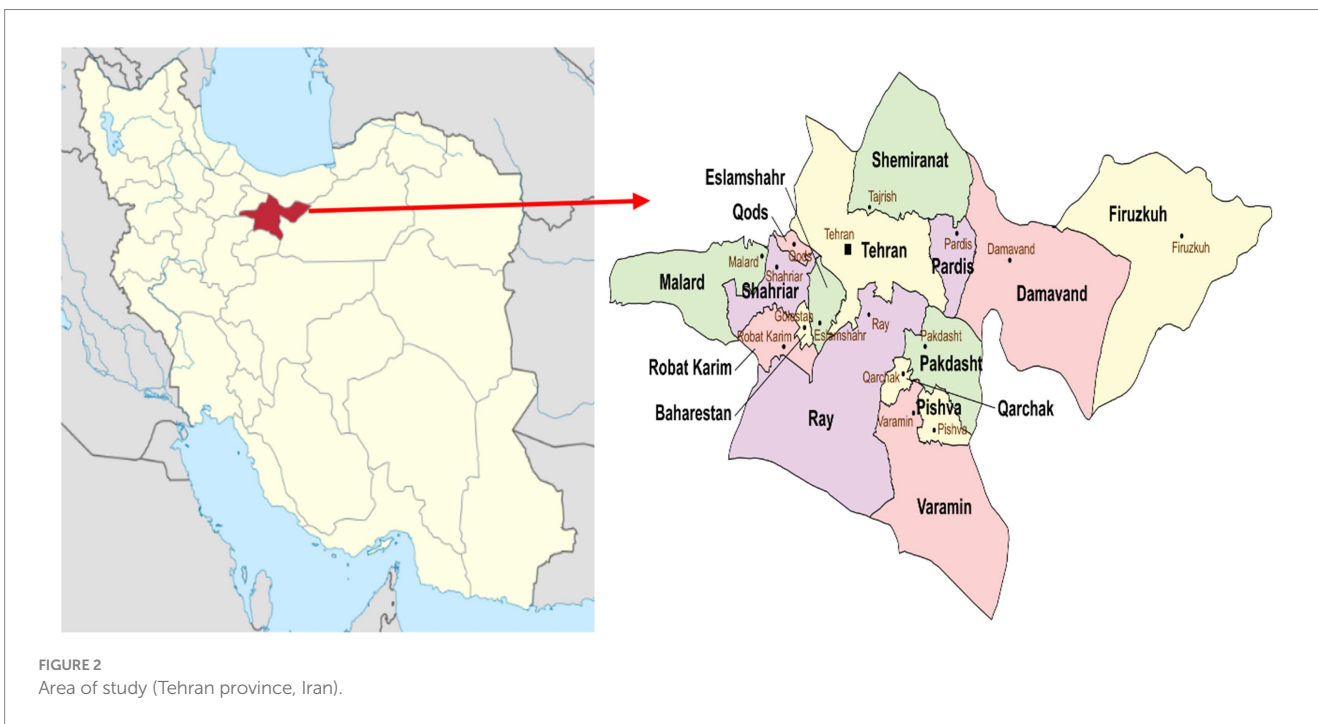 Shemiranat
Tajrish
Eslamshahr
Qods
Firuzkuh
Firuzkuh
Tehran
Tehran
Pardis
Pardis
Damavand
Damavand
Qods
Malard
Malard
Shahriar
Shahriar
Golestan
Eslamshahr
Robat Karim
Robat Karim
Ray
Ray
Pakdasht
Pakdasht
Qarchak
Qarchak
Baharestan
Pishva
Pishva
Varamin
Varamin
FIGURE 2
Area of study (Tehran province, Iran).